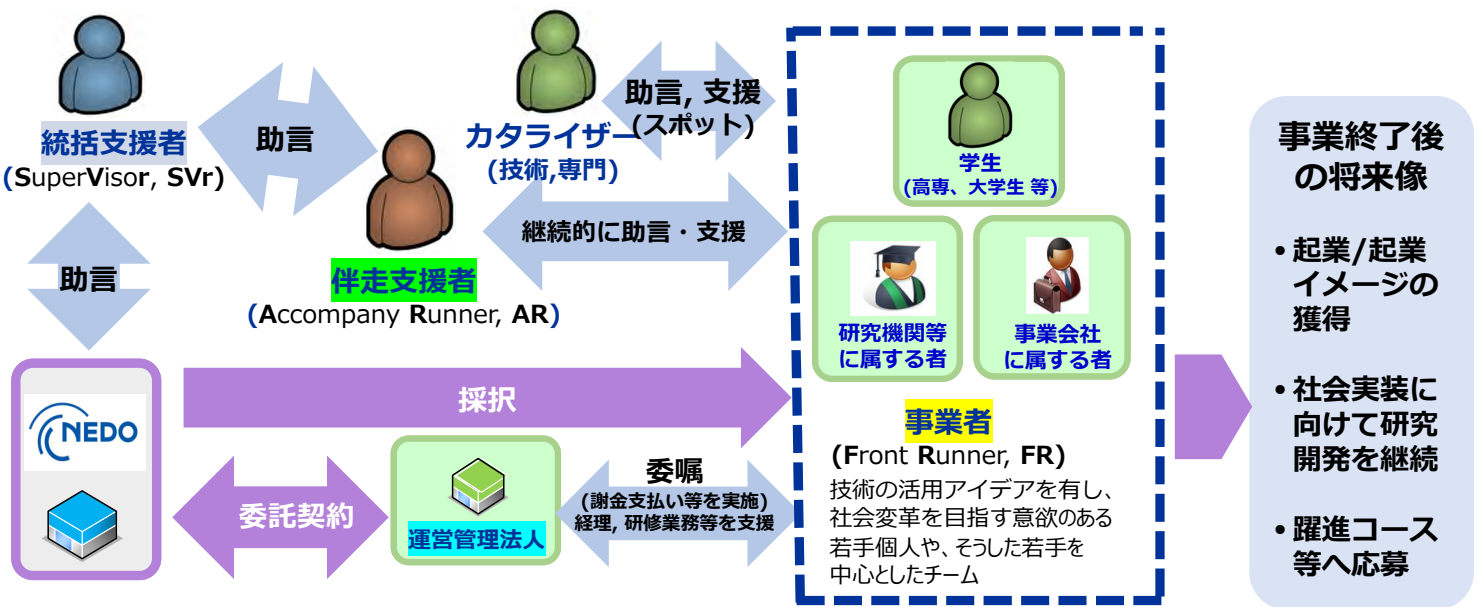 統括支援者
(SuperVisor, SVr)
助言
カタライザー
(技術,専門)
助言, 支援
(スポット)
継続的に助言・支援
伴走支援者
(Accompany Runner, AR)
助言
NEDO
採択
委託契約
運営管理法人
委嘱
(謝金支払い等を実施)
経理, 研修業務等を支援
学生
(高専、大学生 等)
研究機関等
に属する者
事業会社
に属する者
事業者
(Front Runner, FR)
技術の活用アイデアを有し、
社会変革を目指す意欲のある
若手個人や、そうした若手を
中心としたチーム
事業終了後
の将来像
• 起業/起業
イメージの
獲得
• 社会実装に
向けて研究
開発を継続
• 躍進コース
等へ応募